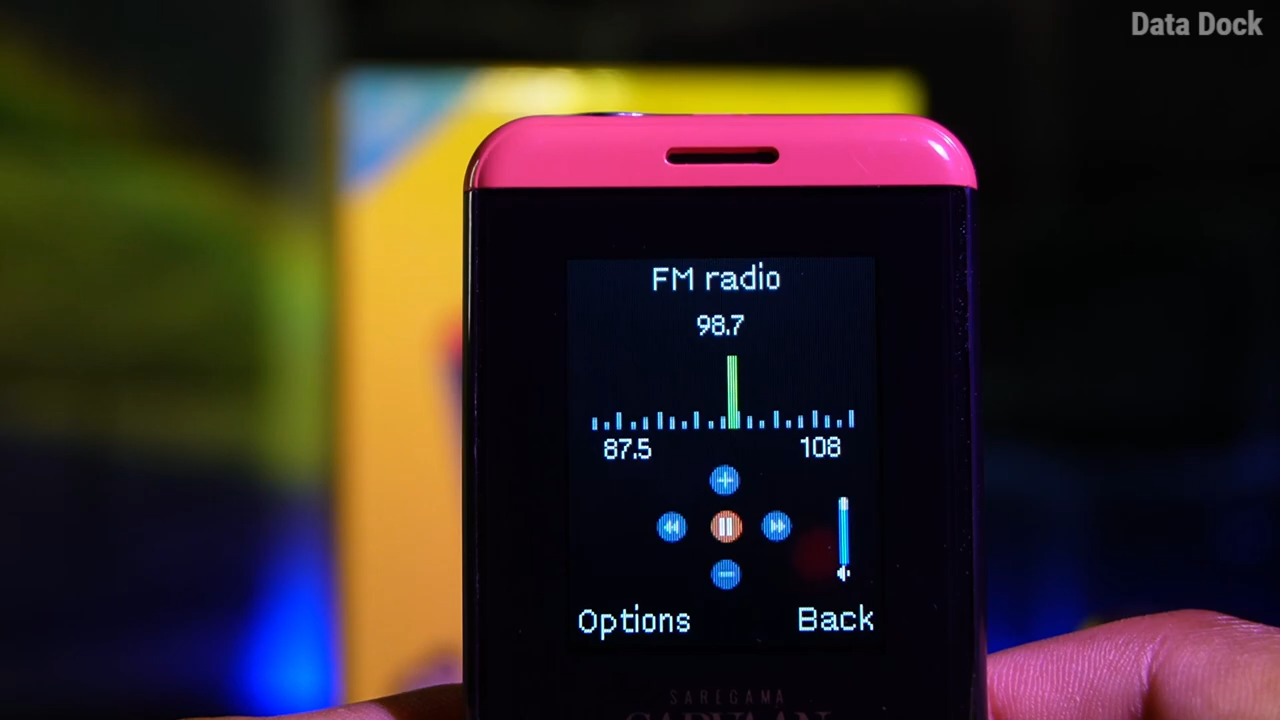 Data Dock
FM radio
98.7
87.5 108
Options Back
SAREGAMA